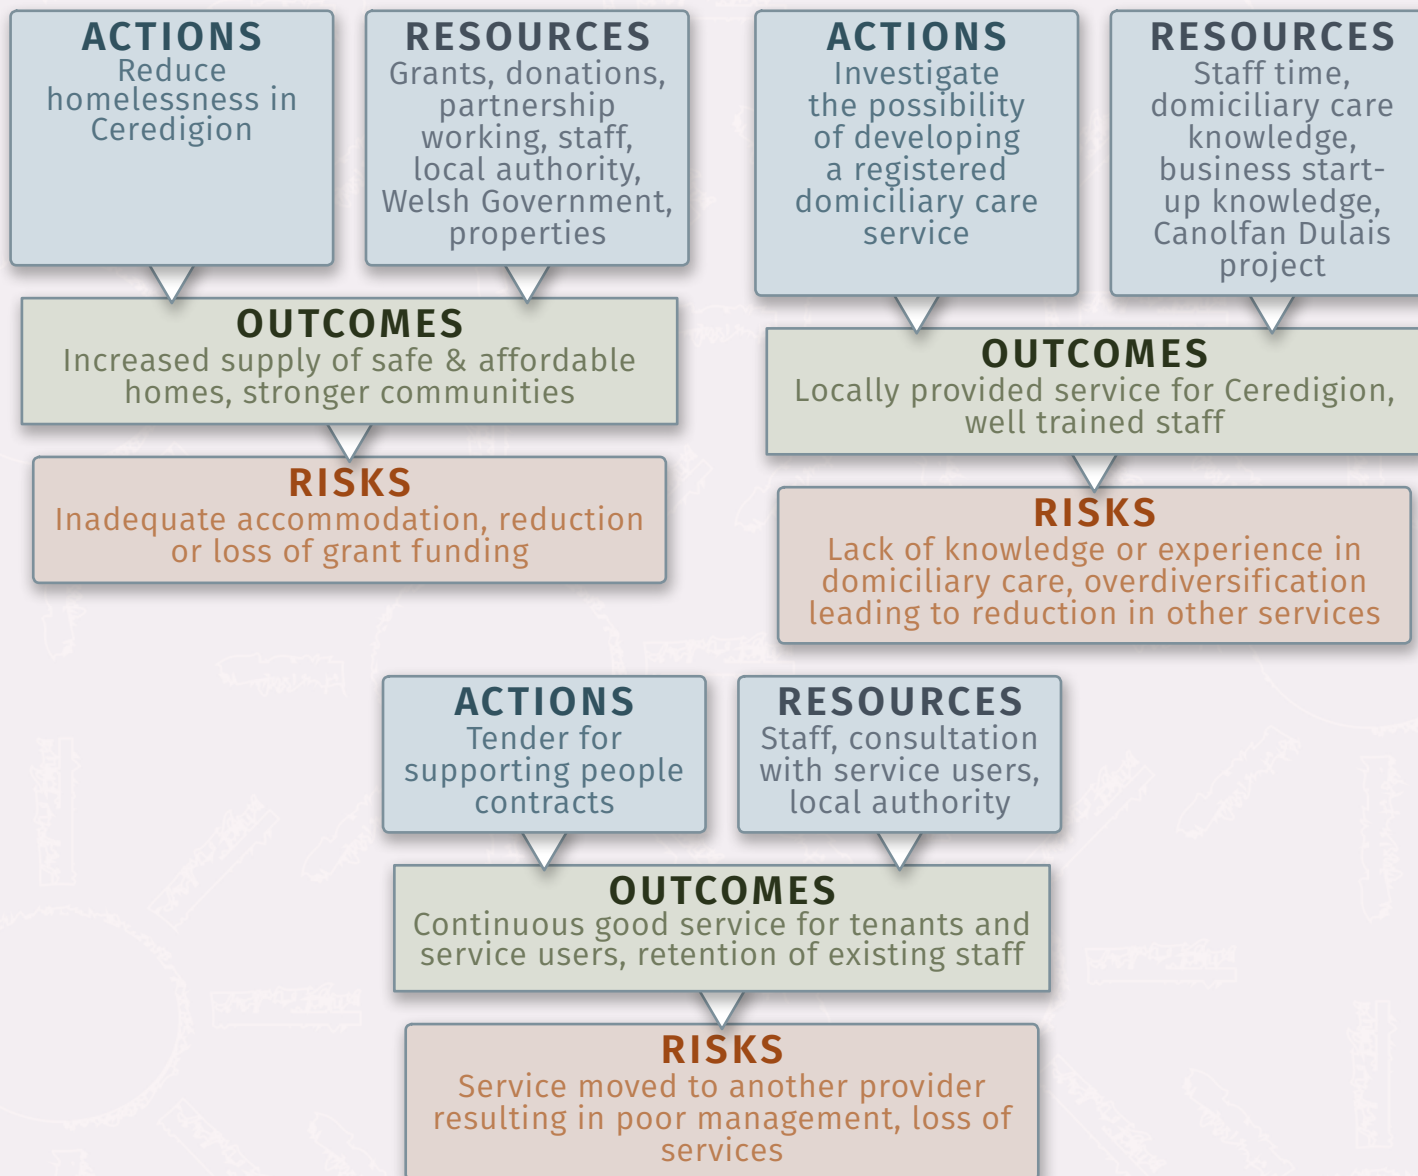 ACTIONS
Reduce
homelessness in
Ceredigion
RESOURCES
Grants, donations,
partnership
working, staff,
local authority,
Welsh Government,
properties
OUTCOMES
Increased supply of safe & affordable
homes, stronger communities
RISKS
Inadequate accommodation, reduction
or loss of grant funding
ACTIONS
Investigate
the possibility
of developing
a registered
domiciliary care
service
RESOURCES
Staff time,
domiciliary care
knowledge,
business start-
up knowledge,
Canolfan Dulais
project
OUTCOMES
Locally provided service for Ceredigion,
well trained staff
RISKS
Lack of knowledge or experience in
domiciliary care, overdiversification
leading to reduction in other services
ACTIONS
Tender for
supporting people
contracts
RESOURCES
Staff, consultation
with service users,
local authority
OUTCOMES
Continuous good service for tenants and
service users, retention of existing staff
RISKS
Service moved to another provider
resulting in poor management, loss of
services